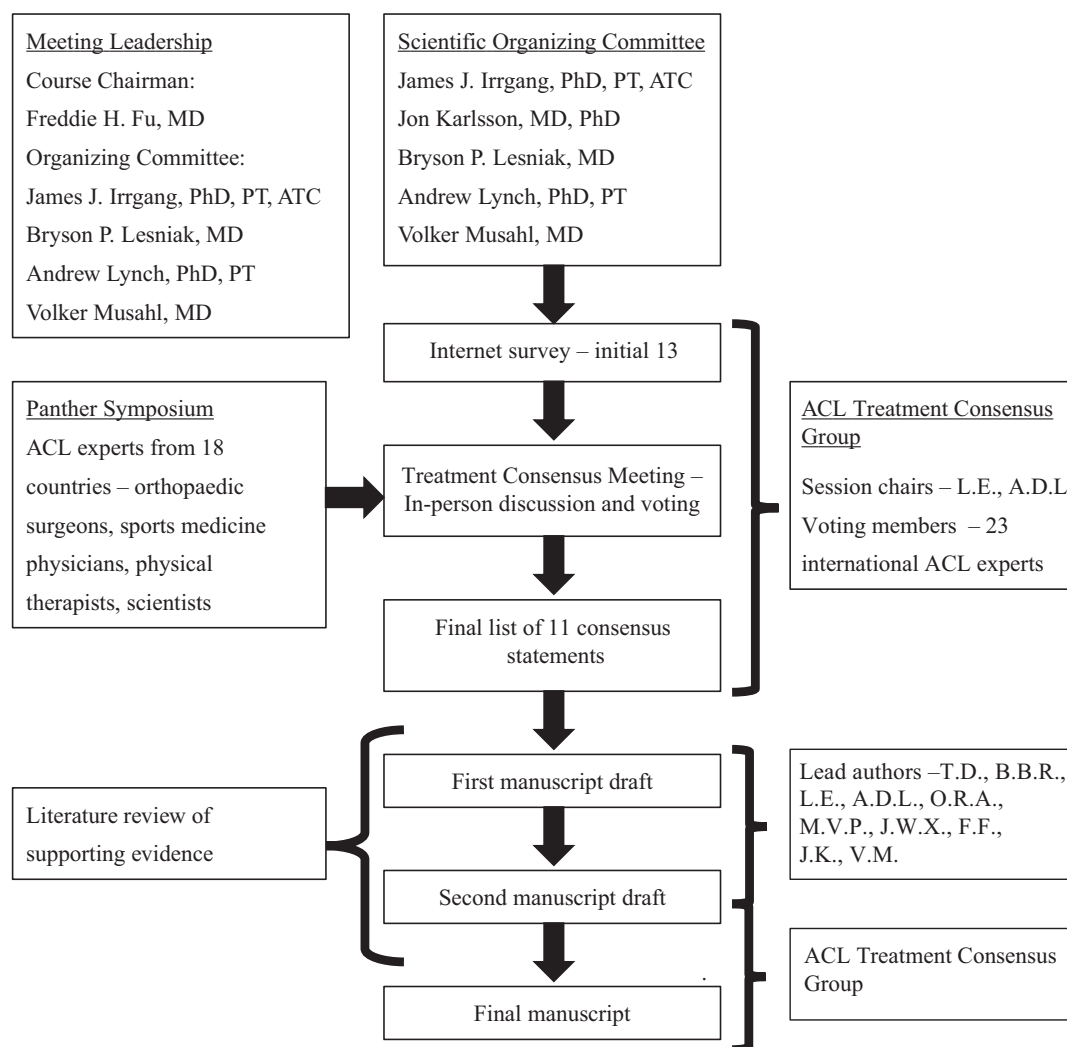 Meeting Leadership
Course Chairman:
Freddie H. Fu, MD
Organizing Committee:
James J. Irrgang, PhD, PT, ATC
Bryson P. Lesniak, MD
Andrew Lynch, PhD, PT
Volker Musahl, MD
Scientific Organizing Committee
James J. Irrgang, PhD, PT, ATC
Jon Karlsson, MD, PhD
Bryson P. Lesniak, MD
Andrew Lynch, PhD, PT
Volker Musahl, MD
Internet survey – initial 13
Panther Symposium
ACL experts from 18
countries – orthopaedic
surgeons, sports medicine
physicians, physical
therapists, scientists
Treatment Consensus Meeting –
In-person discussion and voting
ACL Treatment Consensus
Group
Session chairs – L.E., A.D.L
Voting members – 23
international ACL experts
Final list of 11 consensus
statements
First manuscript draft
Lead authors –T.D., B.B.R.,
L.E., A.D.L., O.R.A.,
M.V.P., J.W.X., F.F.,
J.K., V.M.
Literature review of
supporting evidence
Second manuscript draft
ACL Treatment Consensus
Group
Final manuscript